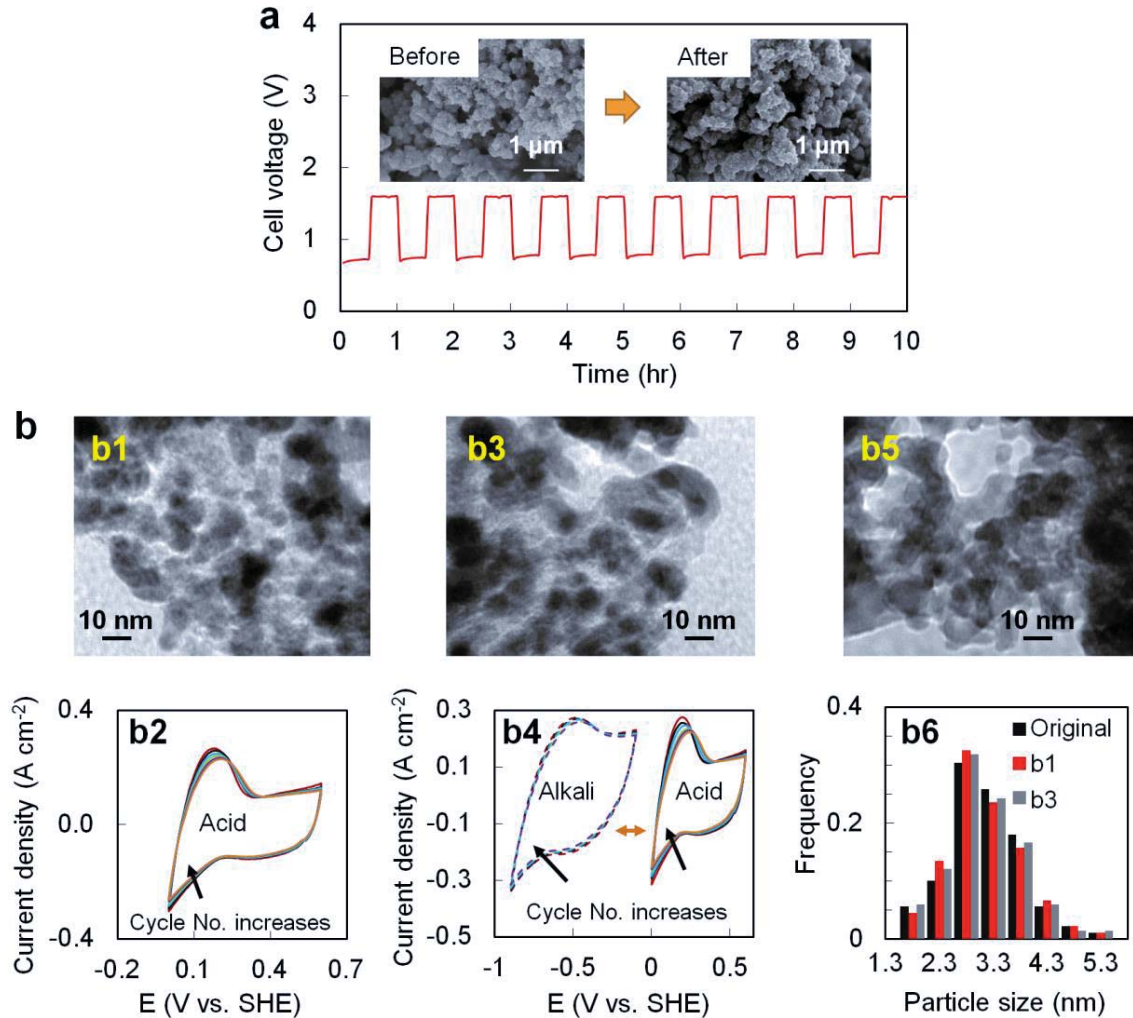 a
4
3
2
1
0
Cell voltage (V)
Before
After
1 μm
1 μm
0 1 2 3 4 5 6 7 8 9 10
Time (hr)
b
b1
b3
b5
10 nm
10 nm
10 nm
b2
Current density (A cm-2)
0.4
0.0
-0.4
Acid
Cycle No. increases
-0.2 0.1 0.4 0.7
E (V vs. SHE)
b4
Current density (A cm-2)
0.3
0.1
-0.1
-0.3
-0.5
Alkali
Acid
Cycle No. increases
-1 -0.5 0 0.5
E (V vs. SHE)
b6
Frequency
0.4
0.2
0
Original
b1
b3
1.3 2.3 3.3 4.3 5.3
Particle size (nm)